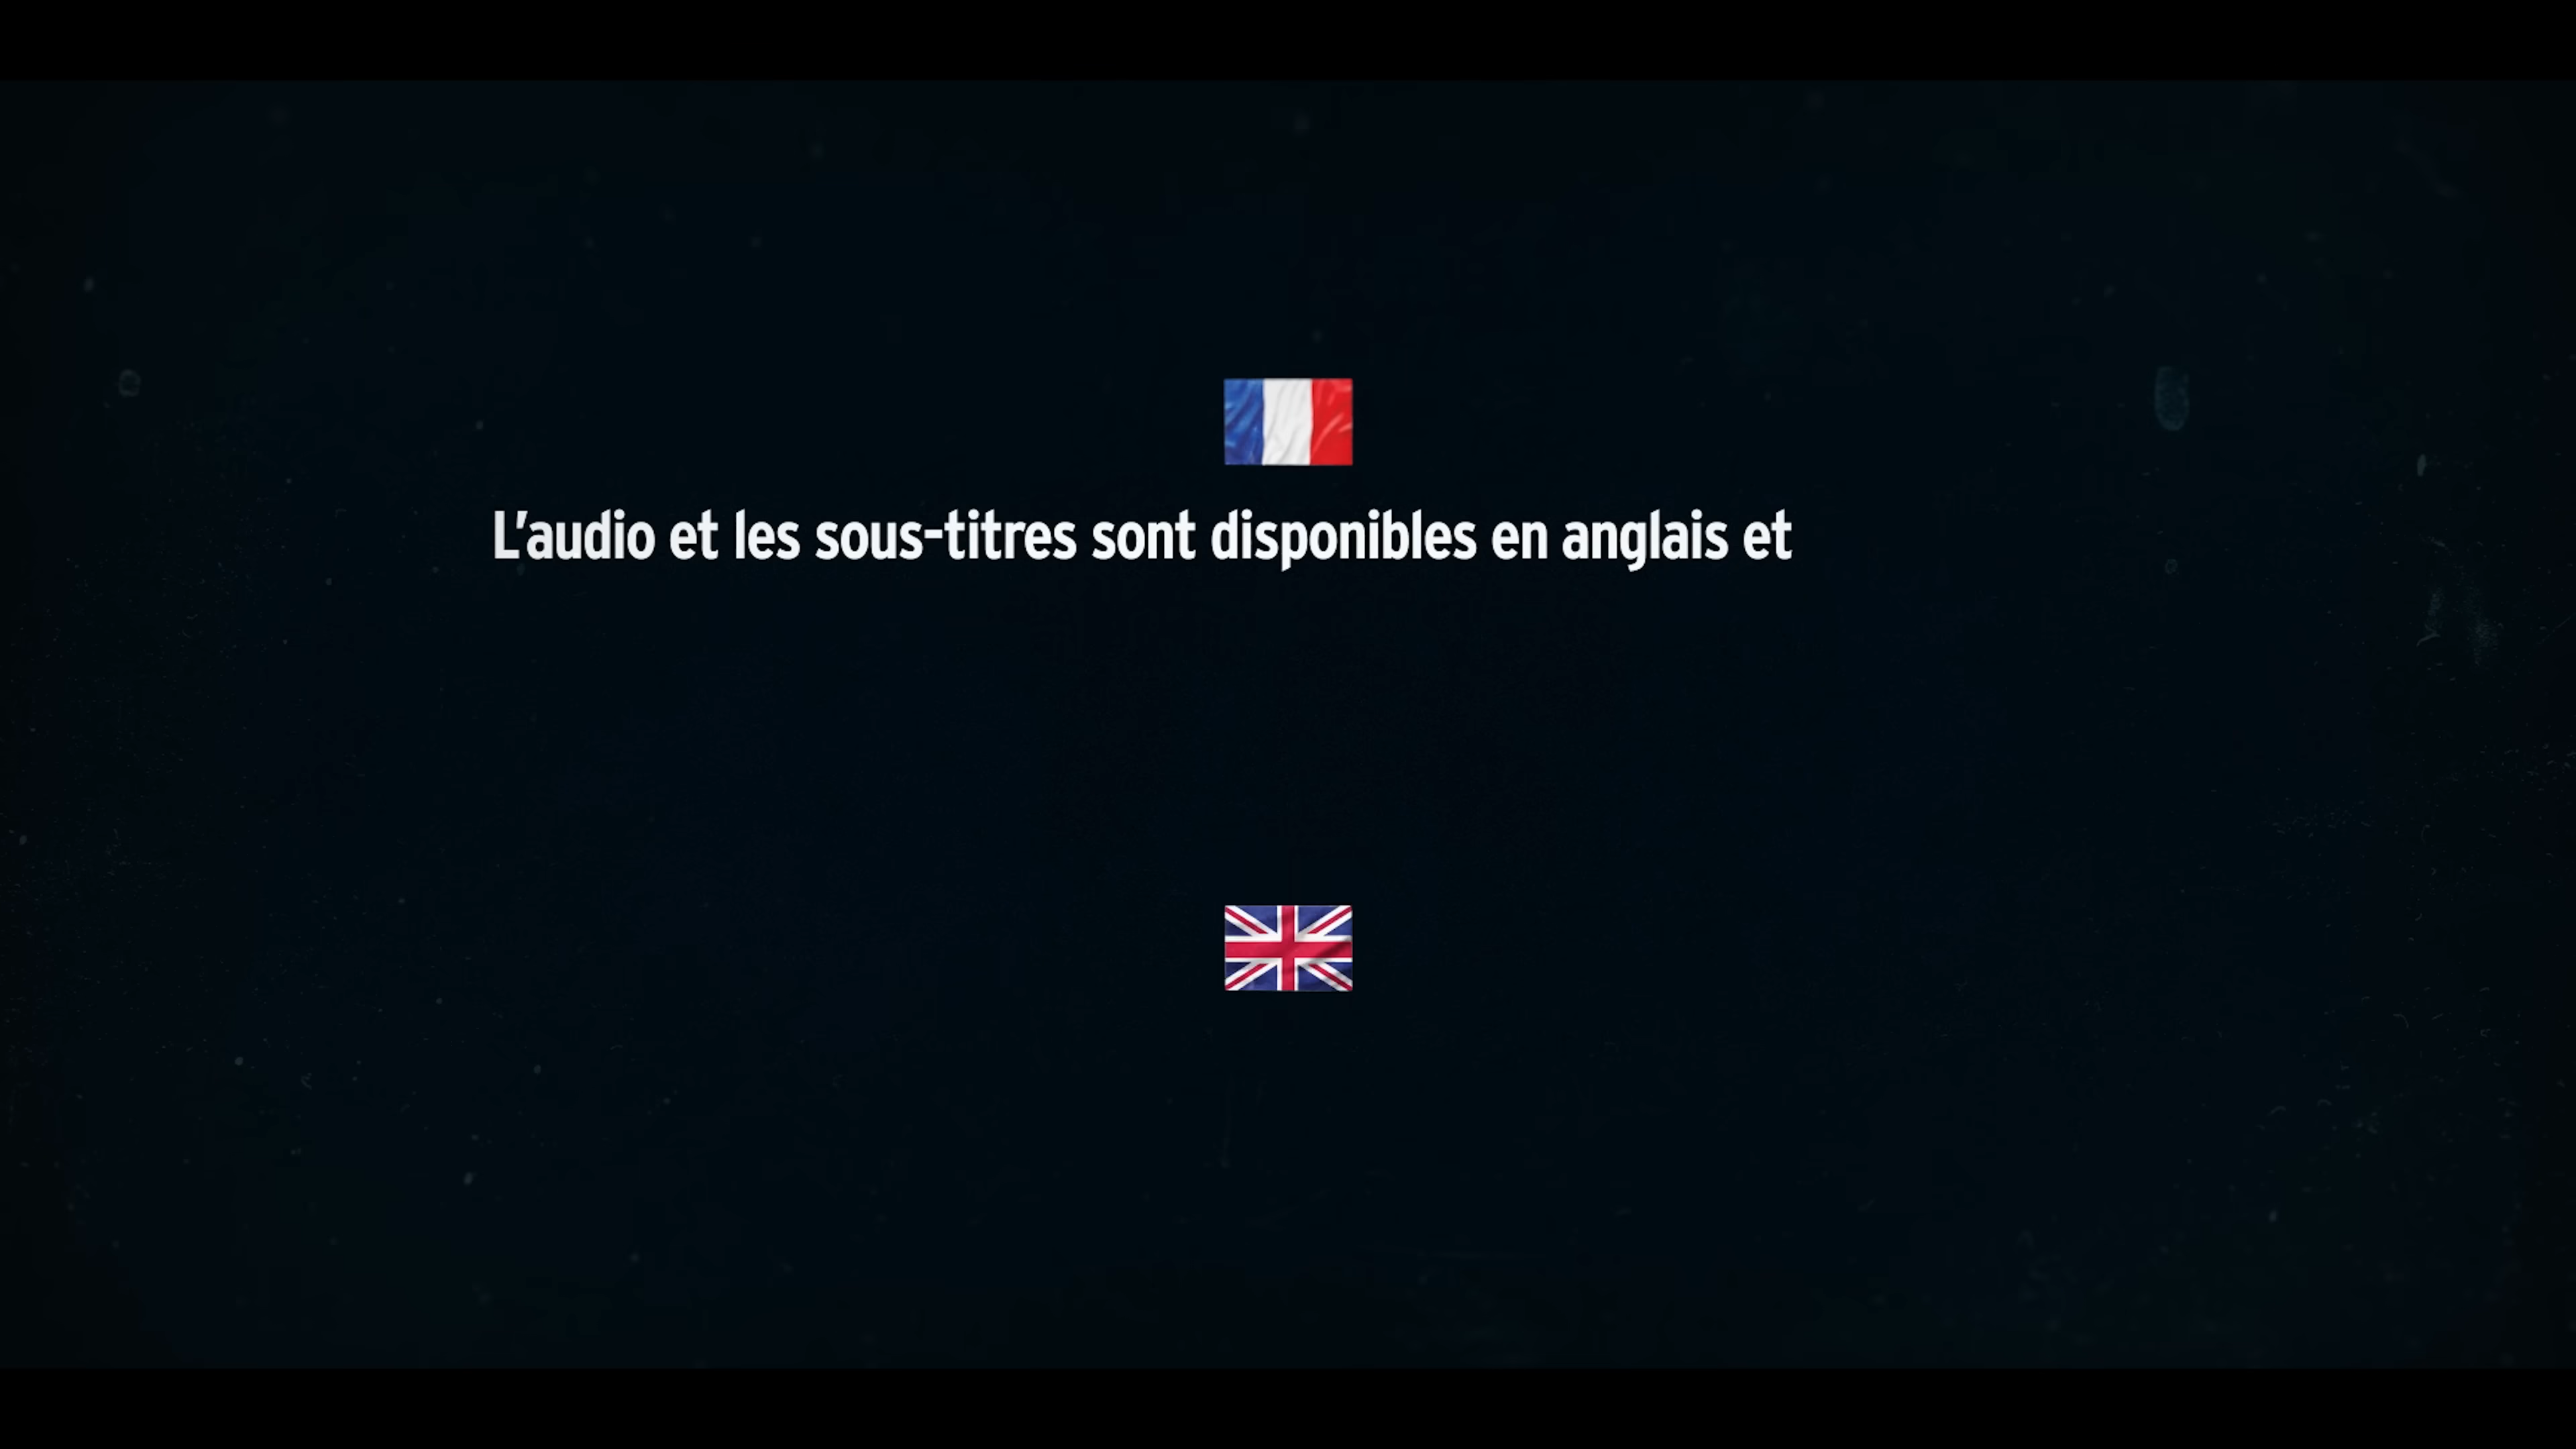 L’audio et les sous-titres sont disponibles en anglais et